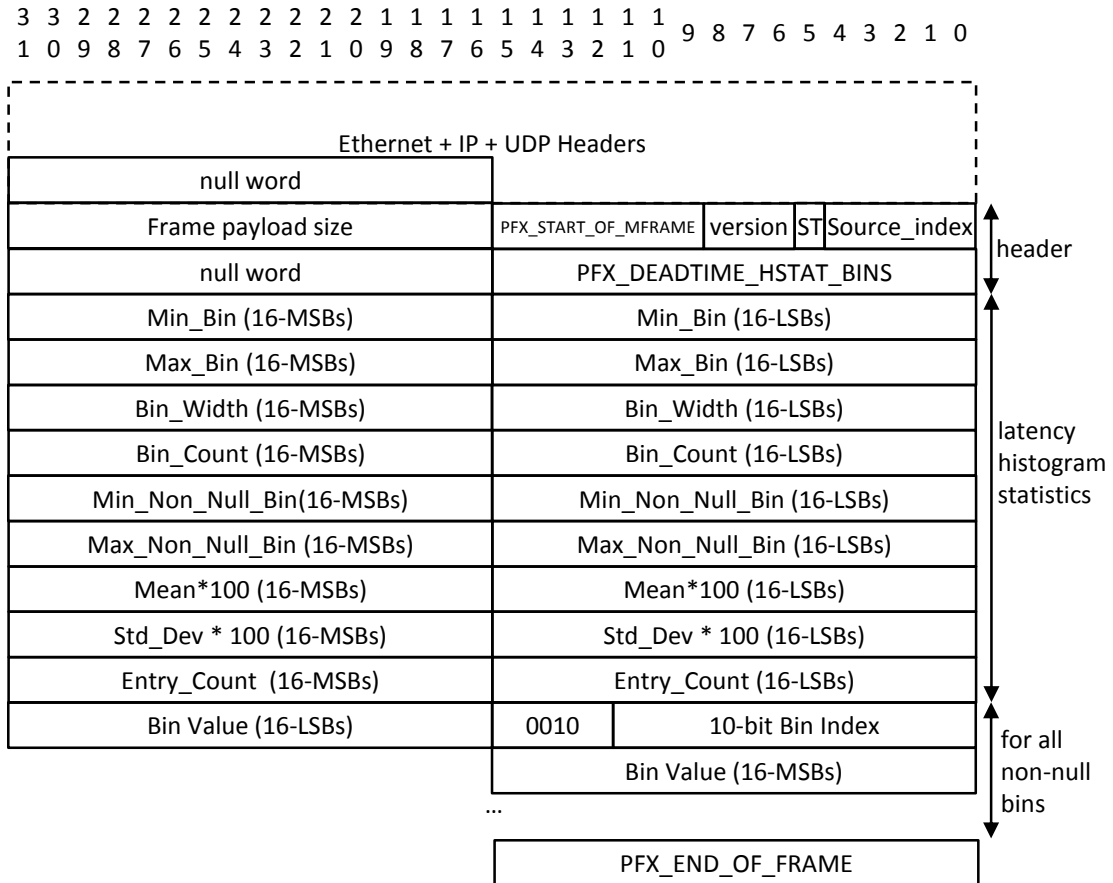 3 3 2 2 2 2 2 2 2 2 2 2 1 1 1 1 1 1 1 1 1 1 9 8 7 6 5 4 3 2 1 0
1 0 9 8 7 6 5 4 3 2 1 0 9 8 7 6 5 4 3 2 1 0
Ethernet + IP + UDP Headers
null word
Frame payload size PFX_START_OF_MFRAME version ST Source_index
header
null word PFX_DEADTIME_HSTAT_BINS
Min_Bin (16-MSBs) Min_Bin (16-LSBs)
Max_Bin (16-MSBs) Max_Bin (16-LSBs)
Bin_Width (16-MSBs) Bin_Width (16-LSBs)
Bin_Count (16-MSBs) Bin_Count (16-LSBs)
Min_Non_Null_Bin(16-MSBs) Min_Non_Null_Bin (16-LSBs)
Max_Non_Null_Bin (16-MSBs) Max_Non_Null_Bin (16-LSBs)
Mean*100 (16-MSBs) Mean*100 (16-LSBs)
Std_Dev * 100 (16-MSBs) Std_Dev * 100 (16-LSBs)
Entry_Count (16-MSBs) Entry_Count (16-LSBs)
latency
histogram
statistics
Bin Value (16-LSBs) 0010 10-bit Bin Index
Bin Value (16-MSBs)
for all
non-null
bins
...
PFX_END_OF_FRAME